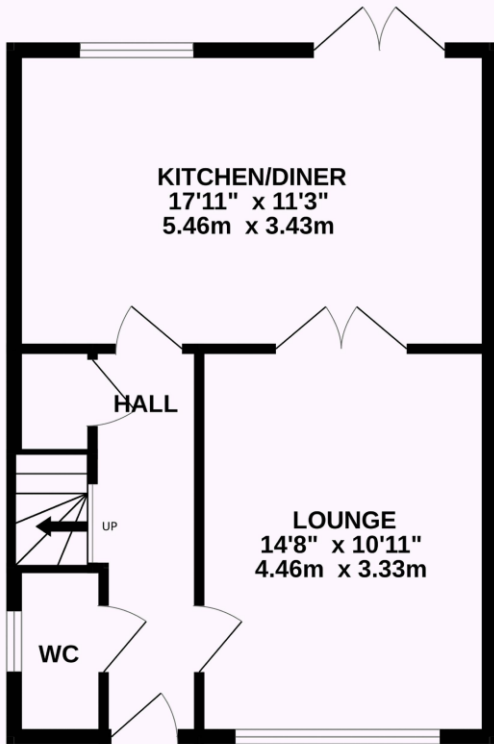 KITCHEN/DINER
17'11" x 11'3"
5.46m x 3.43m
HALL
UP
LOUNGE
14'8" x 10'11"
4.46m x 3.33m
WC